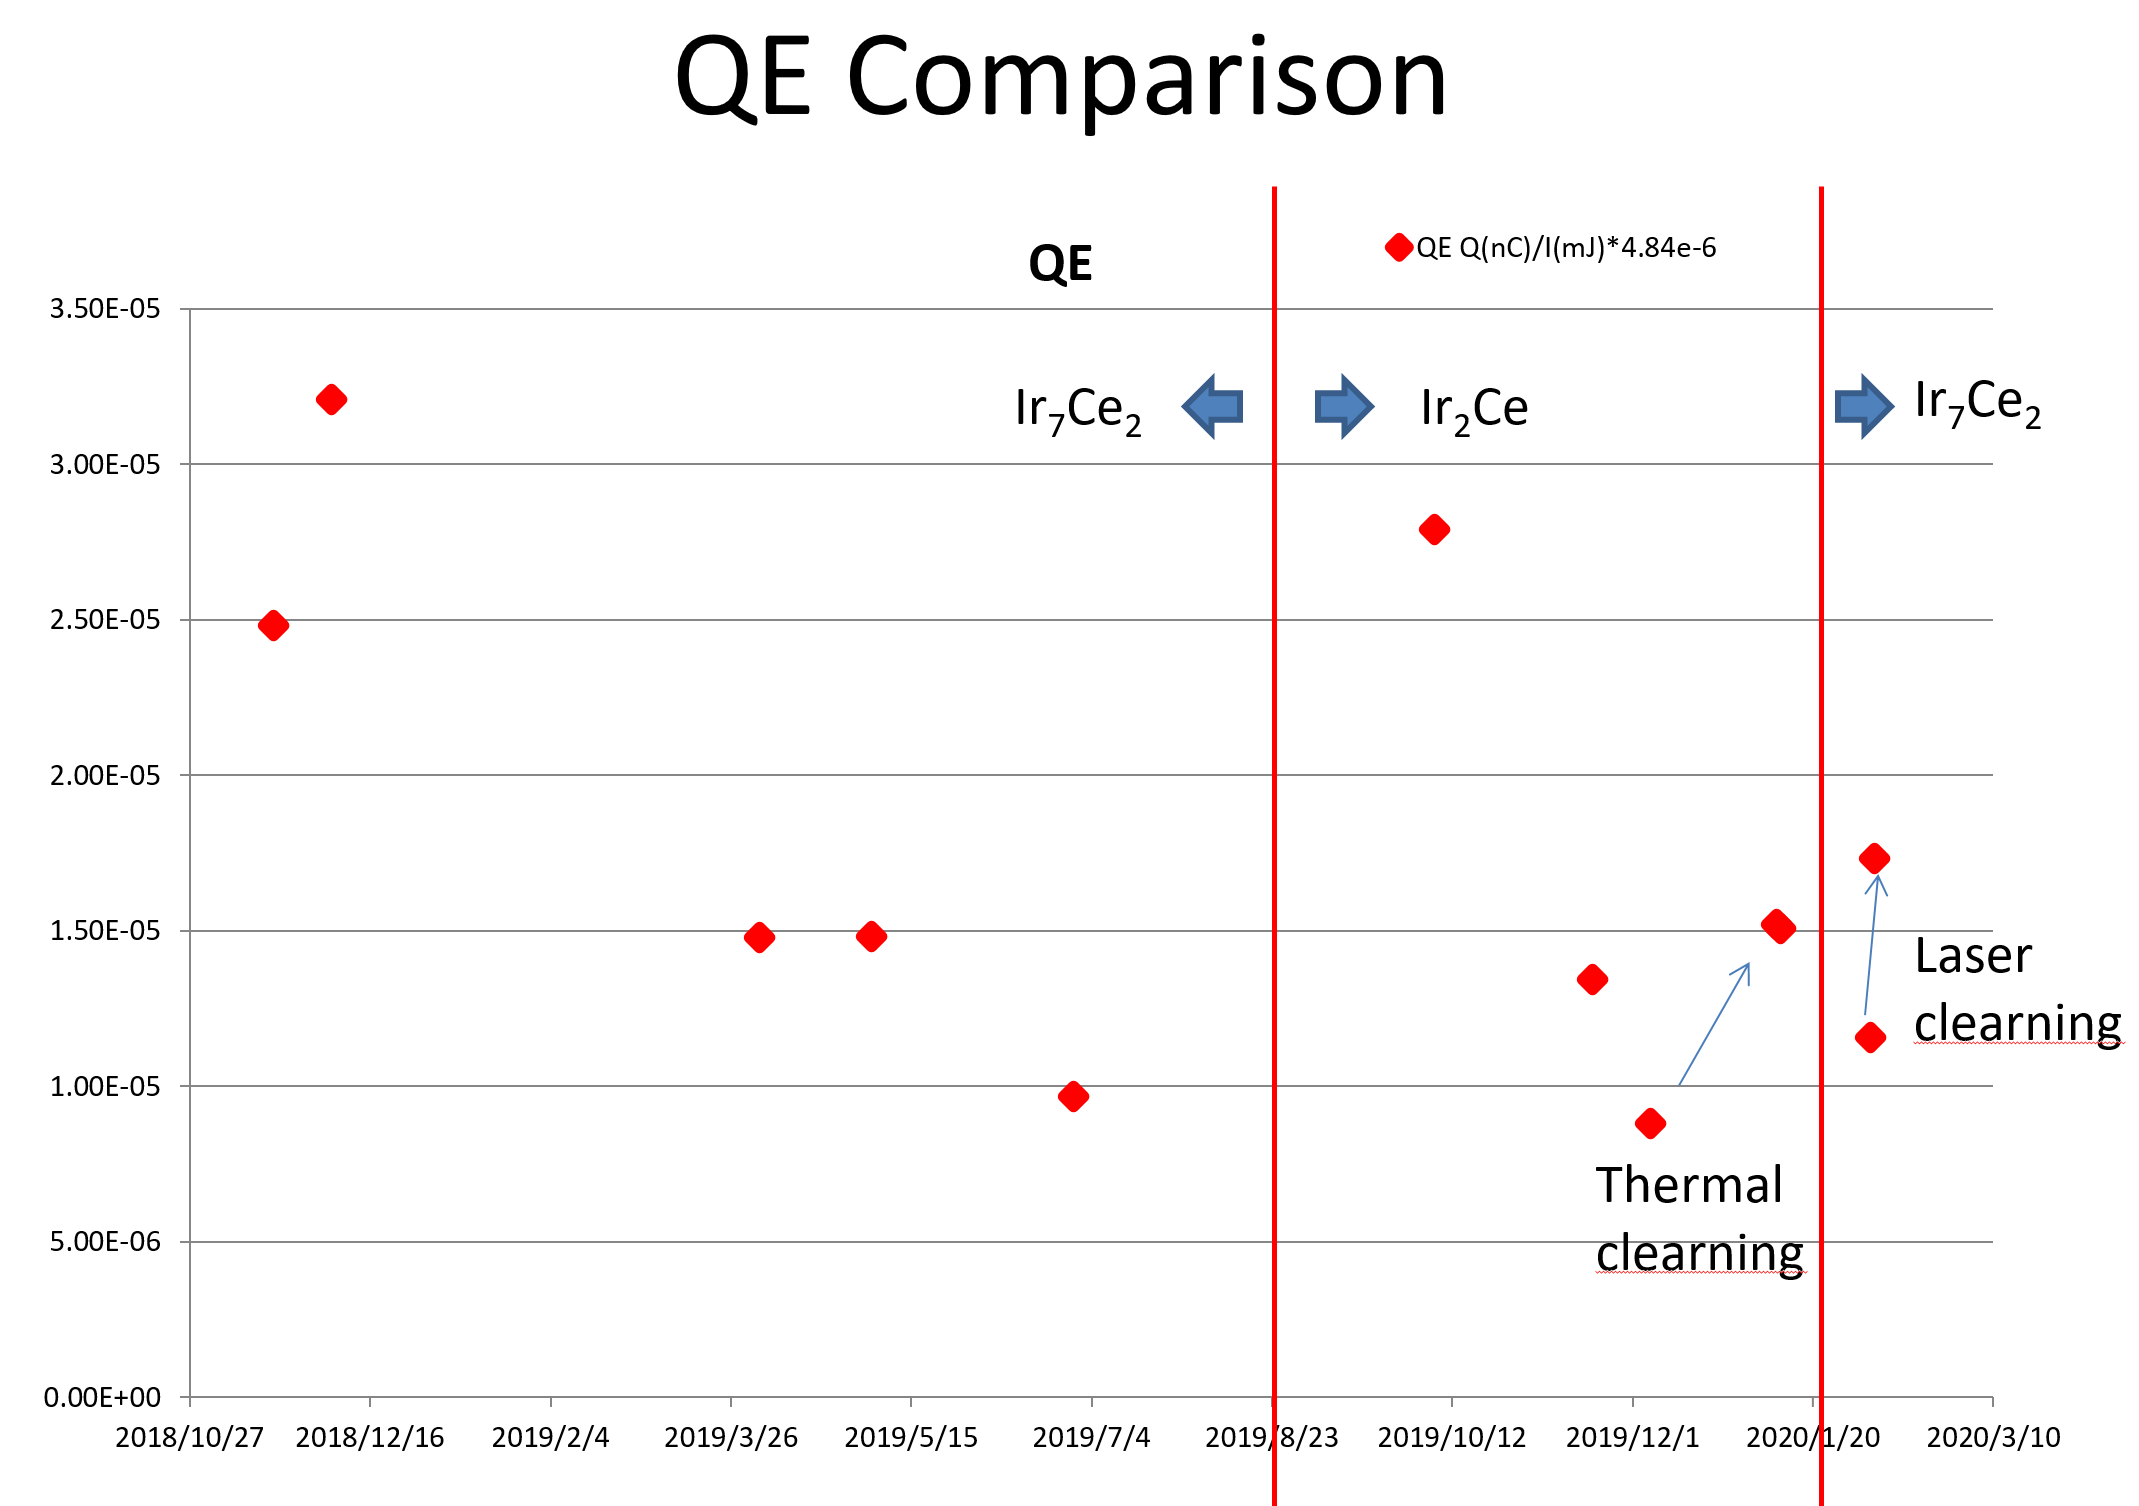 QE Comparison
QE
QE Q(nC)/I(mJ)*4.84e-6
3.50E-05
3.00E-05
2.50E-05
2.00E-05
1.50E-05
1.00E-05
5.00E-06
0.00E+00
Ir₇Ce₂
Ir₂Ce
Ir₇Ce₂
Laser
clearning
Thermal
clearning
2018/10/27 2018/12/16 2019/2/4 2019/3/26 2019/5/15 2019/7/4 2019/8/23 2019/10/12 2019/12/1 2020/1/20 2020/3/10